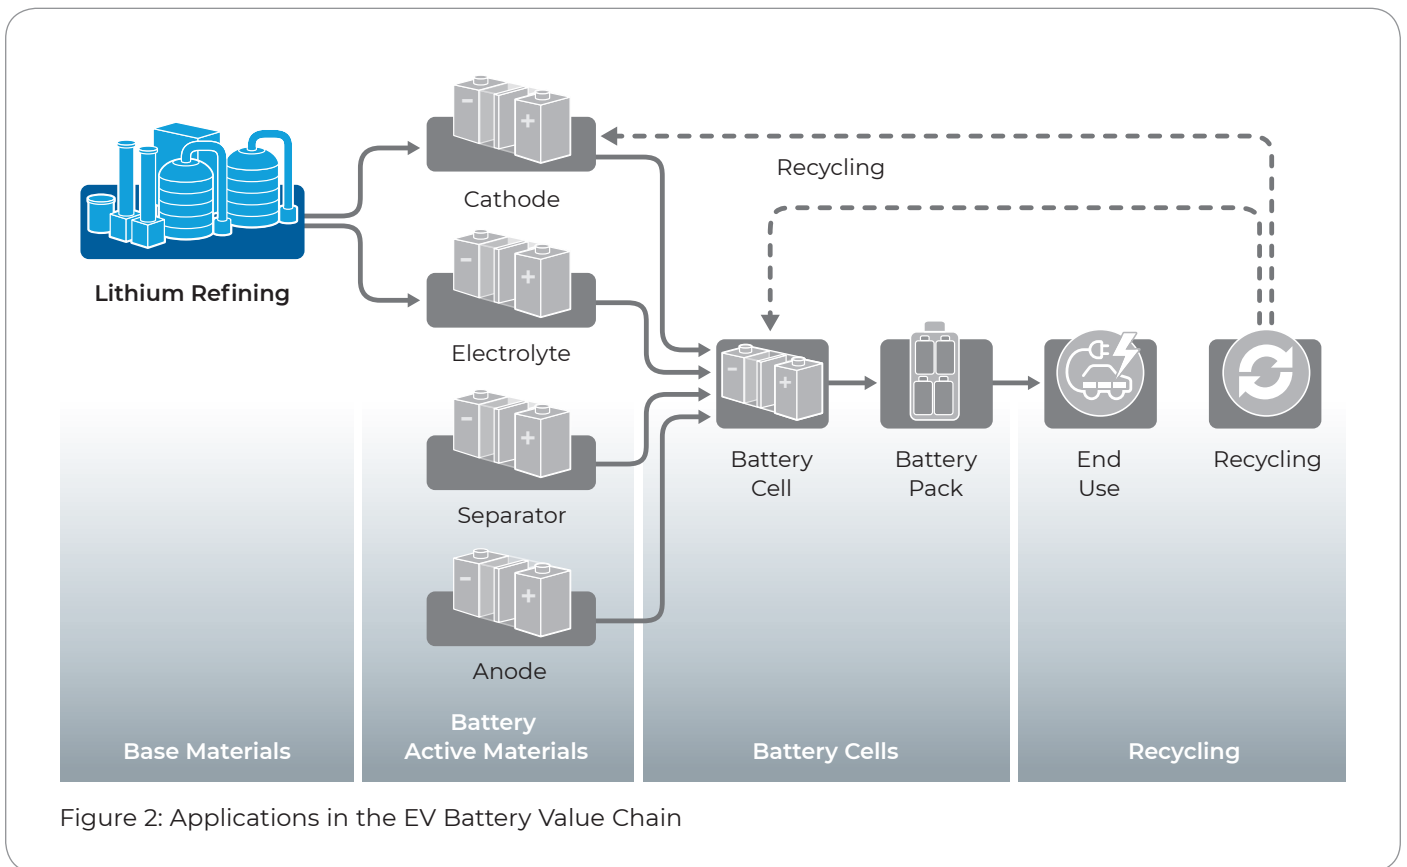 Recycling
Cathode
Lithium Refining
Electrolyte
Separator
Anode
Battery
Cell
Battery
Pack
End
Use
Recycling
Base Materials
Battery
Active Materials
Battery Cells
Recycling
Figure 2: Applications in the EV Battery Value Chain